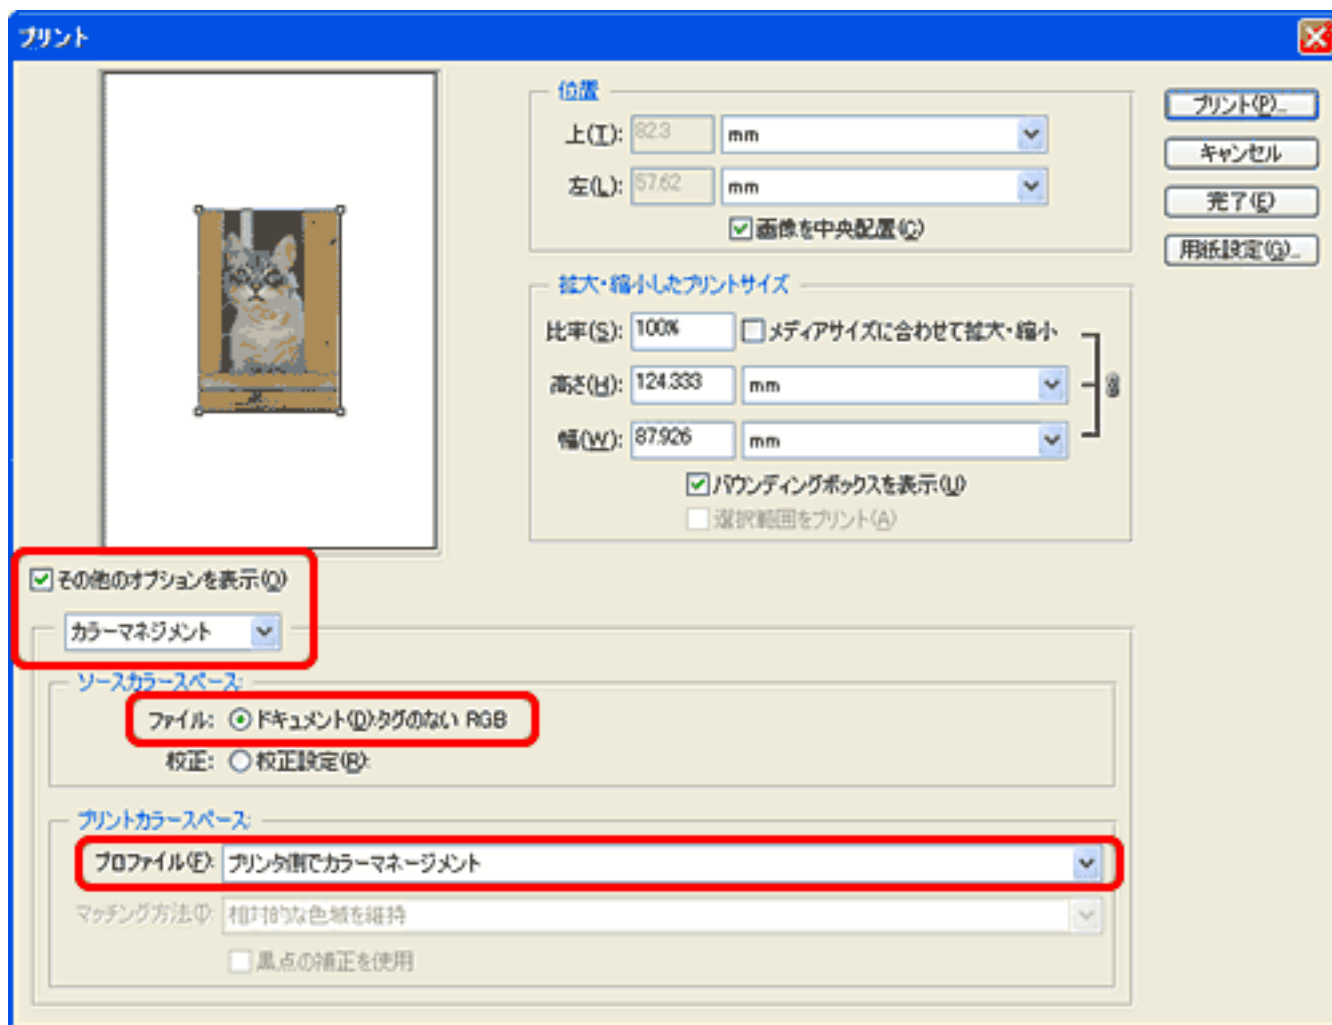 プリント
位置
上(T): 82.3 mm
左(L): 57.62 mm
画像を中央配置(C)
拡大・縮小したプリントサイズ
比率(S): 100% メディアサイズに合わせて拡大・縮小
高さ(H): 124.333 mm
幅(W): 87.926 mm
バウンディングボックスを表示(U)
選択範囲をプリント(A)
プリント(P)...
キャンセル
完了(E)
用紙設定(G)...
その他のオプションを表示(O)
カラーマネジメント
ソースカラースペース:
ファイル: ドキュメント(D):タグのない RGB
校正: 校正設定(R):
プリントカラースペース:
プロファイル(F): プリンタ側でカラーマネージメント
マッチング方法(I): 相対的な色域を維持
黒点の補正を使用